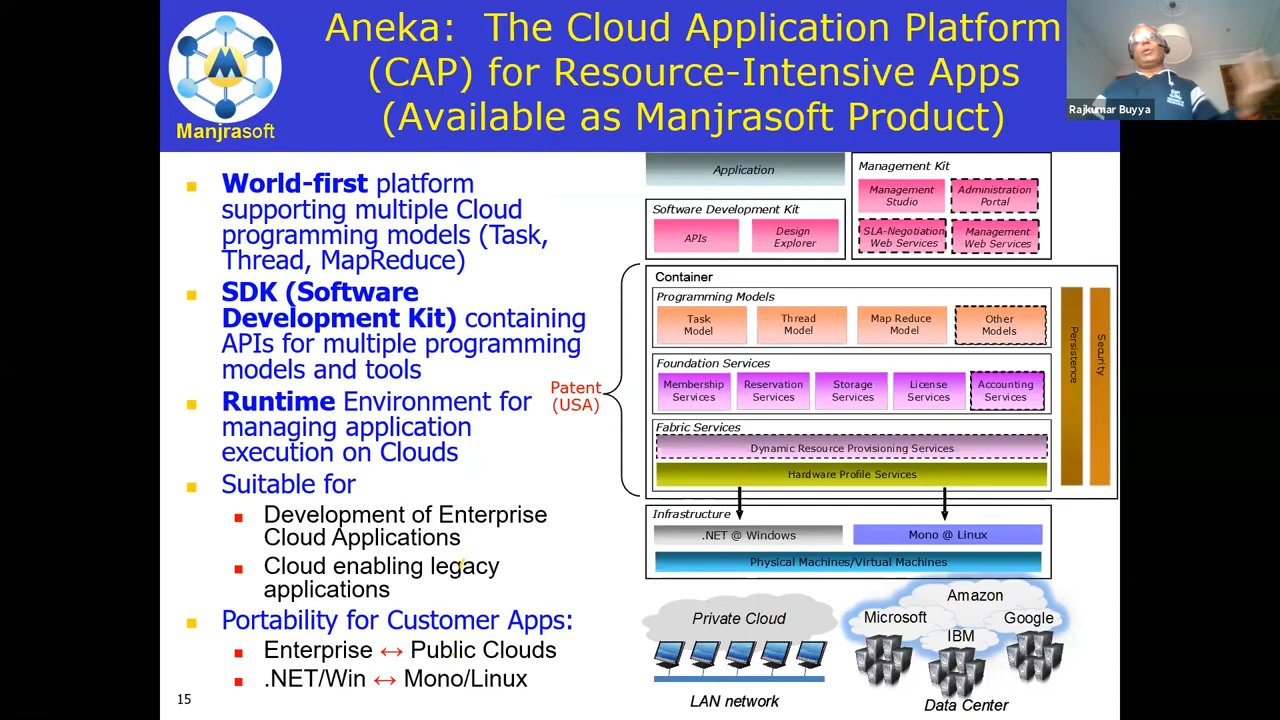 Aneka: The Cloud Application Platform
(CAP) for Resource-Intensive Apps
(Available as Manjrasoft Product)
M
Manjrasoft
Rajkumar Buyya
World-first platform
supporting multiple Cloud
programming models (Task,
Thread, MapReduce)
SDK (Software
Development Kit) containing
APIs for multiple programming
models and tools
Runtime Environment for
managing application
execution on Clouds
Suitable for
Development of Enterprise
Cloud Applications
Cloud enabling legacy
applications
Portability for Customer Apps:
Enterprise ↔ Public Clouds
.NET/Win ↔ Mono/Linux
15
Patent
(USA)
Application
Software Development Kit
APIs
Design
Explorer
Management Kit
Management
Studio
Administration
Portal
SLA-Negotiation
Web Services
Management
Web Services
Container
Programming Models
Task
Model
Thread
Model
Map Reduce
Model
Other
Models
Foundation Services
Membership
Services
Reservation
Services
Storage
Services
License
Services
Accounting
Services
Fabric Services
Dynamic Resource Provisioning Services
Hardware Profile Services
Persistence
Security
Infrastructure
.NET @ Windows
Mono @ Linux
Physical Machines/Virtual Machines
Private Cloud
LAN network
Amazon
Microsoft
Google
IBM
Data Center